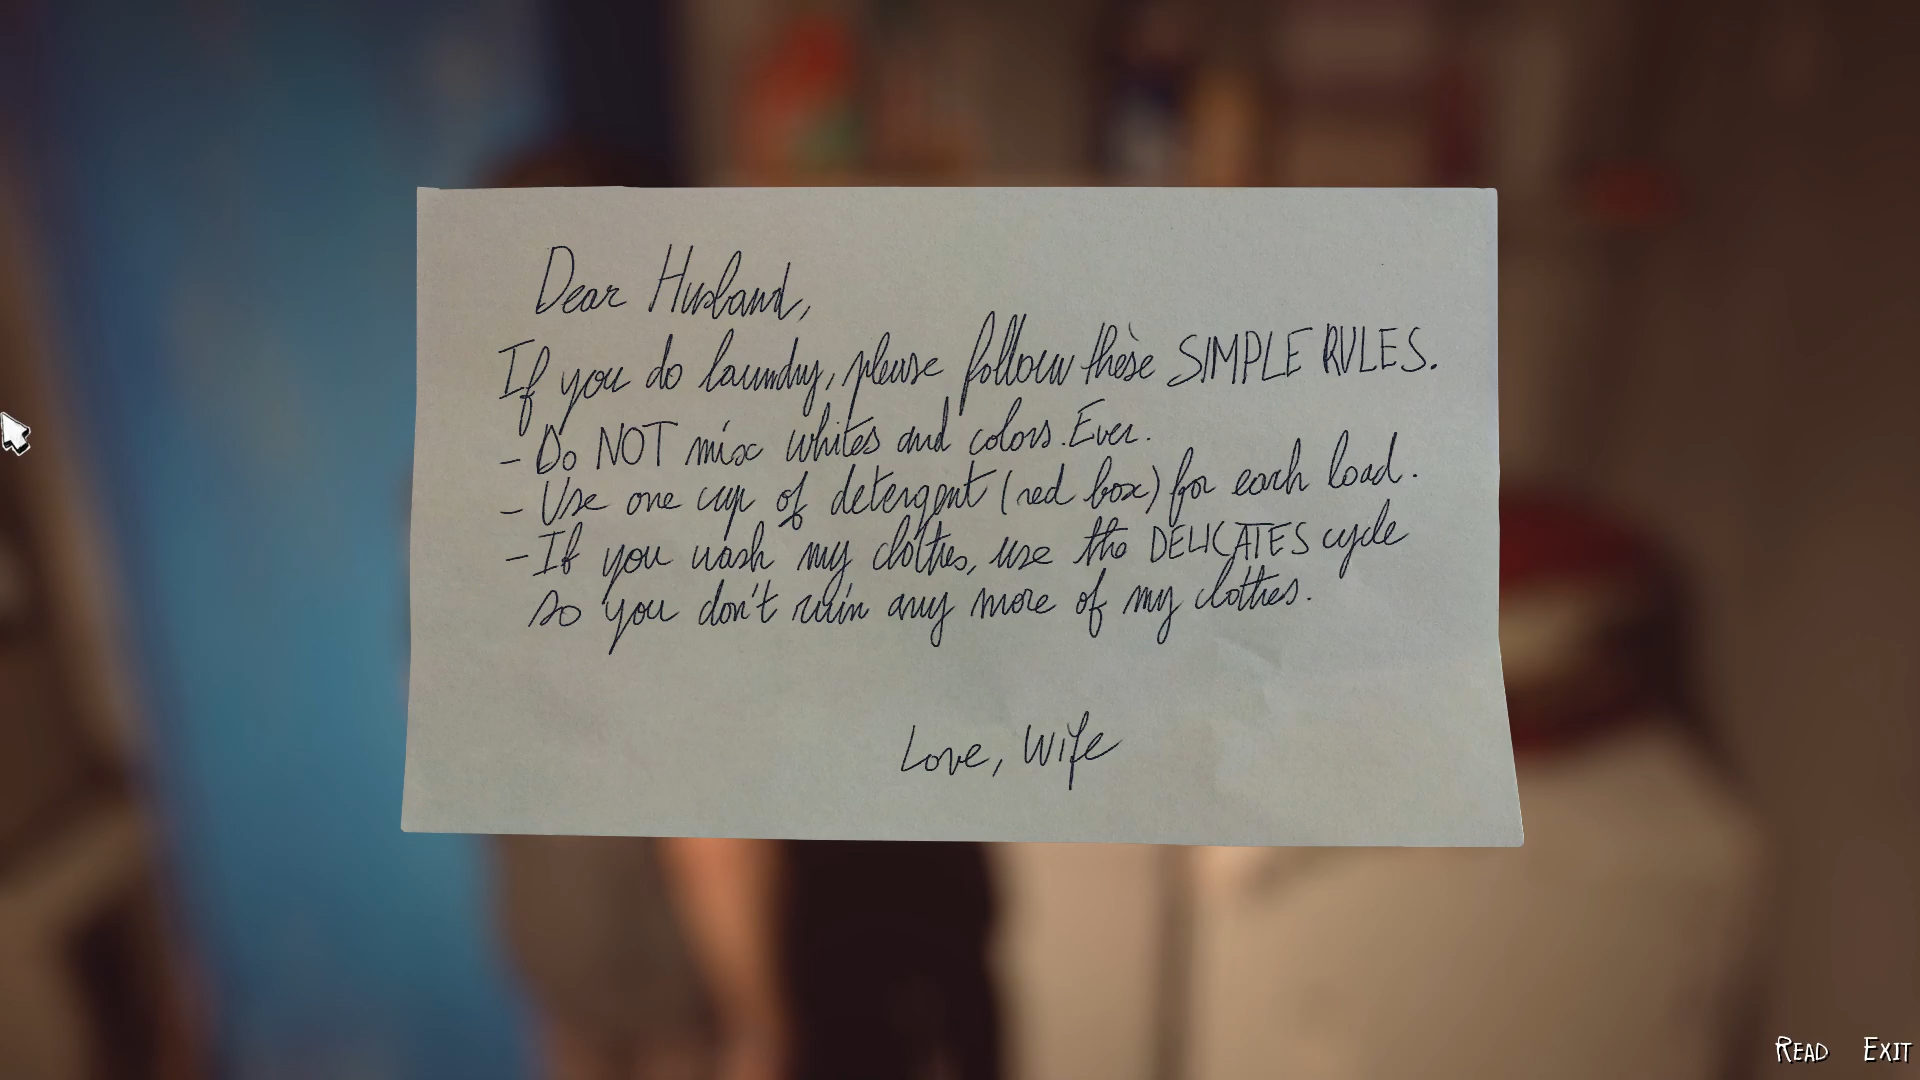 Dear Husband,
If you do laundry, please follow these SIMPLE RULES.
- Do NOT mix whites and colors. Ever.
- Use one cup of detergent (red box) for each load.
- If you wash my clothes, use the DELICATES cycle
so you don't ruin any more of my clothes.
Love, Wife
READ EXIT